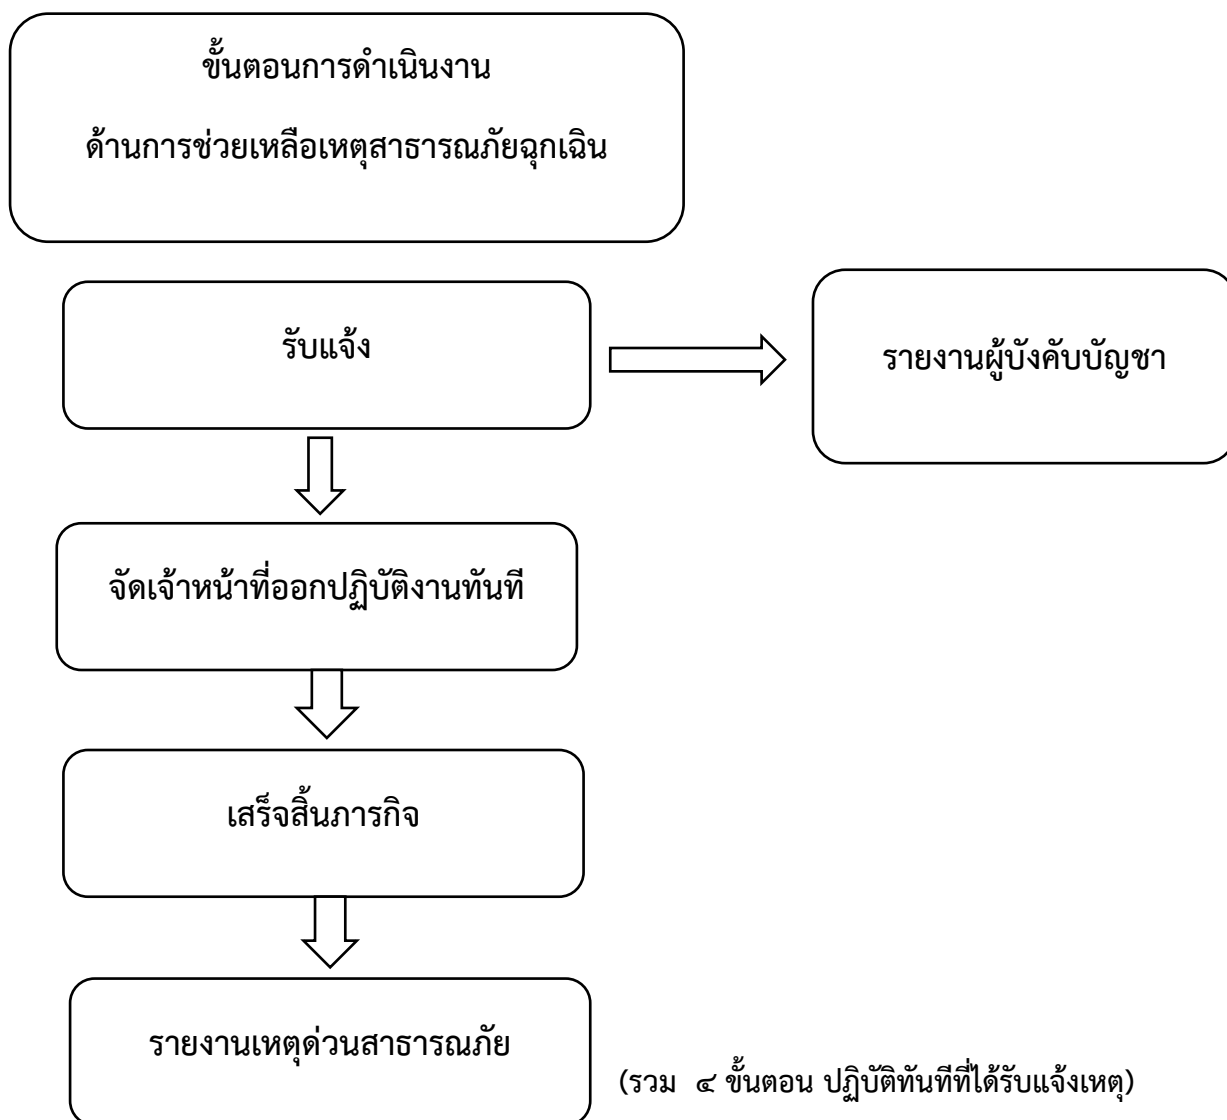 ขั้นตอนการดำเนินงาน
ด้านการช่วยเหลือเหตุสาธารณภัยฉุกเฉิน
รับแจ้ง
รายงานผู้บังคับบัญชา
จัดเจ้าหน้าที่ออกปฏิบัติงานทันที
เสร็จสิ้นภารกิจ
รายงานเหตุด่วนสาธารณภัย
(รวม ๔ ขั้นตอน ปฏิบัติทันทีที่ได้รับแจ้งเหตุ)